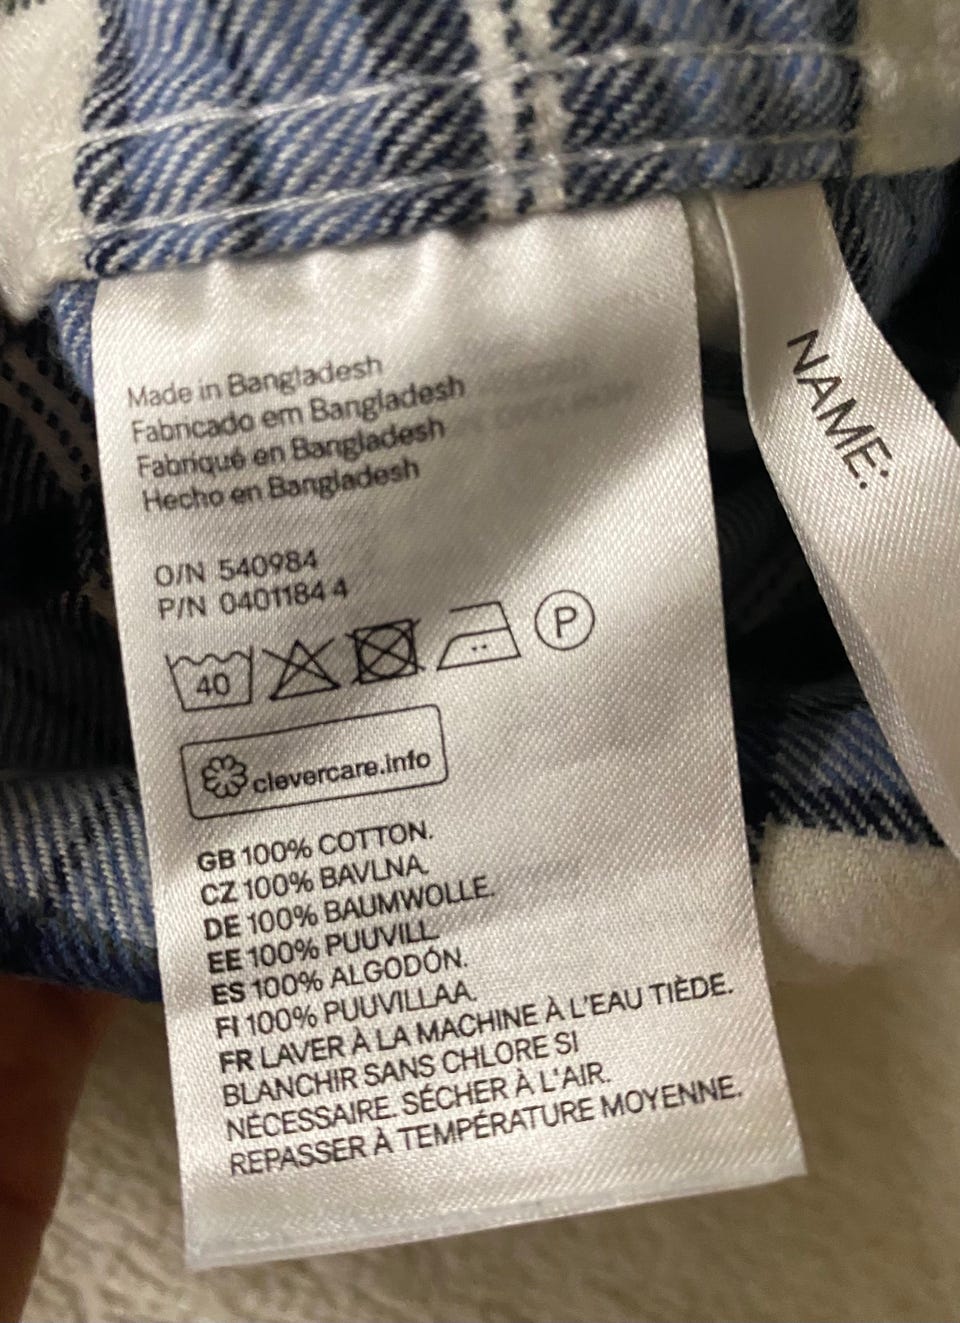 Made in Bangladesh
Fabricado em Bangladesh
Fabriqué en Bangladesh
Hecho en Bangladesh
O/N 540984
P/N 0401184 4
40
P
clevercare.info
GB 100% COTTON.
CZ 100% BAVLNA.
DE 100% BAUMWOLLE.
EE 100% PUUVILL.
ES 100% ALGODÓN.
FI 100% PUUVILLAA.
FR LAVER À LA MACHINE À L'EAU TIÈDE.
BLANCHIR SANS CHLORE SI
NÉCESSAIRE. SÉCHER À L'AIR.
REPASSER À TEMPÉRATURE MOYENNE.
NAME: